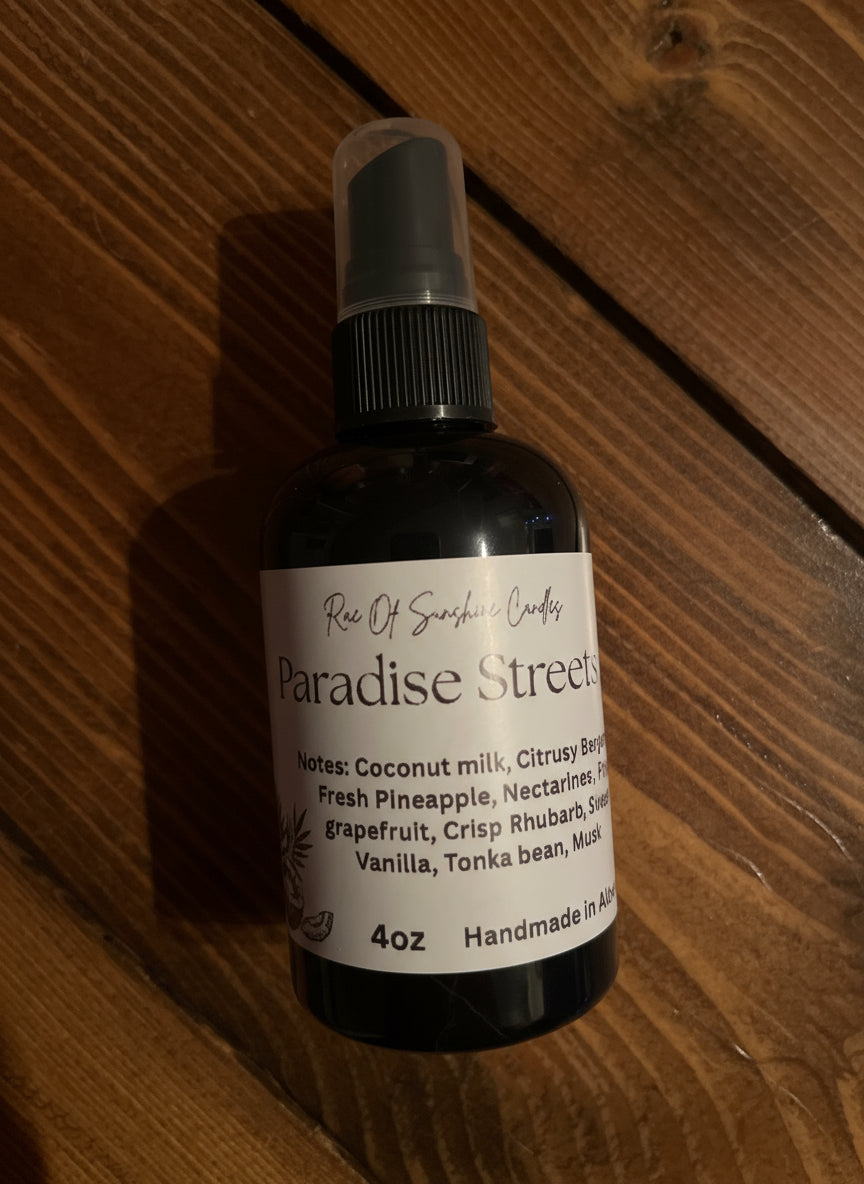 Rae Of Sunshine Candles
Paradise Streets
Notes: Coconut milk, Citrusy
Fresh Pineapple, Nectarines,
grapefruit, Crisp Rhubarb,
Vanilla, Tonka bean, Musk
4oz Handmade in